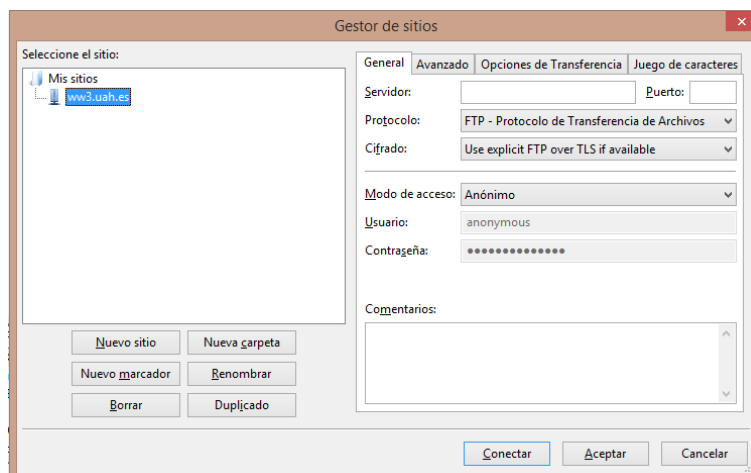 Gestor de sitios
Seleccione el sitio:
Mis sitios
ww3.uah.es
Nuevo sitio
Nueva carpeta
Nuevo marcador
Renombrar
Borrar
Duplicado
General
Avanzado
Opciones de Transferencia
Juego de caracteres
Servidor:
Puerto:
Protocolo:
FTP - Protocolo de Transferencia de Archivos
Cifrado:
Use explicit FTP over TLS if available
Modo de acceso:
Anónimo
Usuario:
anonymous
Contraseña:
●●●●●●●●●●●●●●
Comentarios:
Conectar
Aceptar
Cancelar